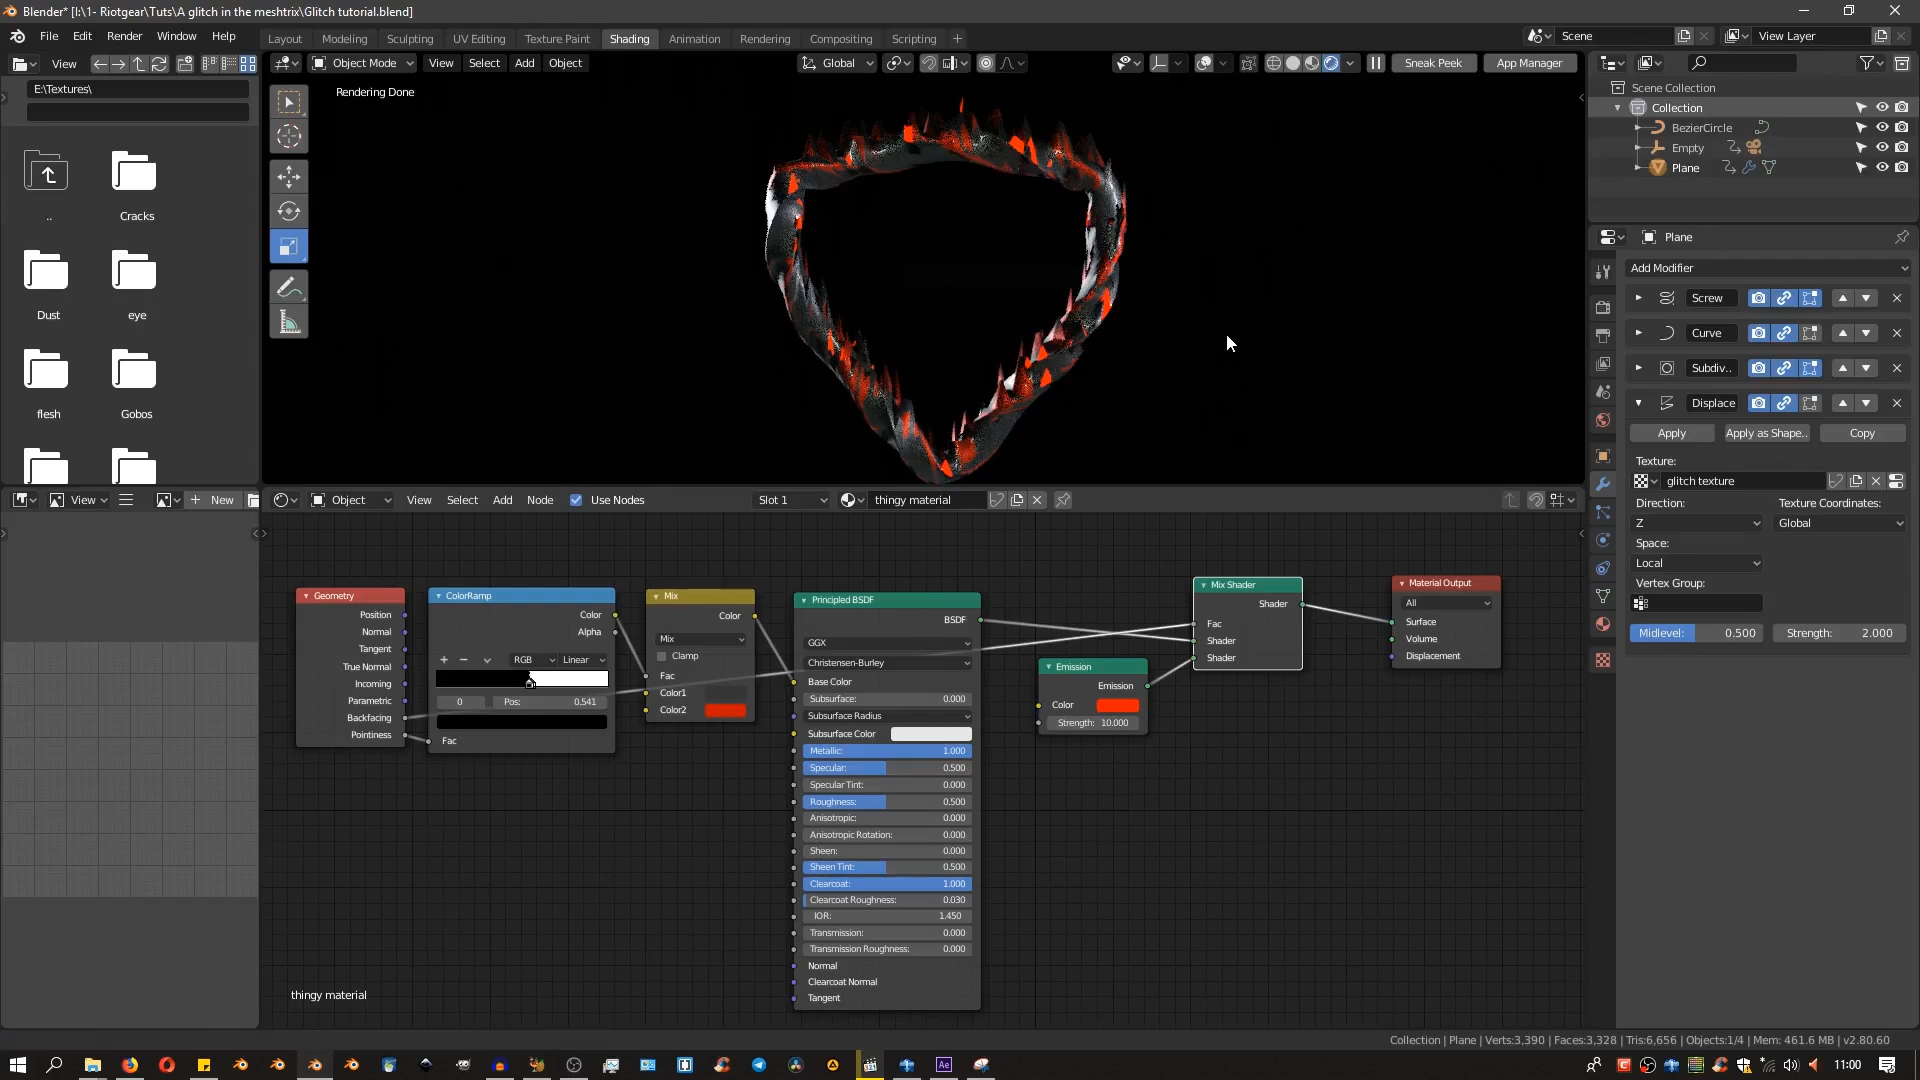 Blender* [I:\1- Riotgear\Tuts\A glitch in the meshtrix\Glitch tutorial.blend]
File Edit Render Window Help
Layout Modeling Sculpting UV Editing Texture Paint Shading Animation Rendering Compositing Scripting
Scene
View Layer
View
Object Mode View Select Add Object
Global
Sneak Peek
App Manager
E:\Textures\
..
Cracks
Dust
eye
flesh
Gobos
Rendering Done
Scene Collection
Collection
BezierCircle
Empty
Plane
Plane
Add Modifier
Screw
Curve
Subdiv..
Displace
Apply
Apply as Shape..
Copy
Texture:
glitch texture
Direction:
Texture Coordinates:
Z
Global
Space:
Local
Vertex Group:
Midlevel: 0.500
Strength: 2.000
View
New
Object View Select Add Node Use Nodes
Slot 1
thingy material
Geometry
Position
Normal
Tangent
True Normal
Incoming
Parametric
Backfacing
Pointiness
ColorRamp
Color
Alpha
RGB
Linear
0
Pos: 0.541
Fac
Mix
Color
Mix
Clamp
Fac
Color1
Color2
Principled BSDF
BSDF
GGX
Christensen-Burley
Base Color
Subsurface: 0.000
Subsurface Radius
Subsurface Color
Metallic: 1.000
Specular: 0.500
Specular Tint: 0.000
Roughness: 0.500
Anisotropic: 0.000
Anisotropic Rotation: 0.000
Sheen: 0.000
Sheen Tint: 0.500
Clearcoat: 1.000
Clearcoat Roughness: 0.030
IOR: 1.450
Transmission: 0.000
Transmission Roughness: 0.000
Normal
Clearcoat Normal
Tangent
Emission
Emission
Color
Strength: 10.000
Mix Shader
Shader
Fac
Shader
Shader
Material Output
All
Surface
Volume
Displacement
thingy material
Collection | Plane | Verts:3,390 | Faces:3,328 | Tris:6,656 | Objects:1/4 | Mem: 461.6 MB | v2.80.60
Ae
11:00